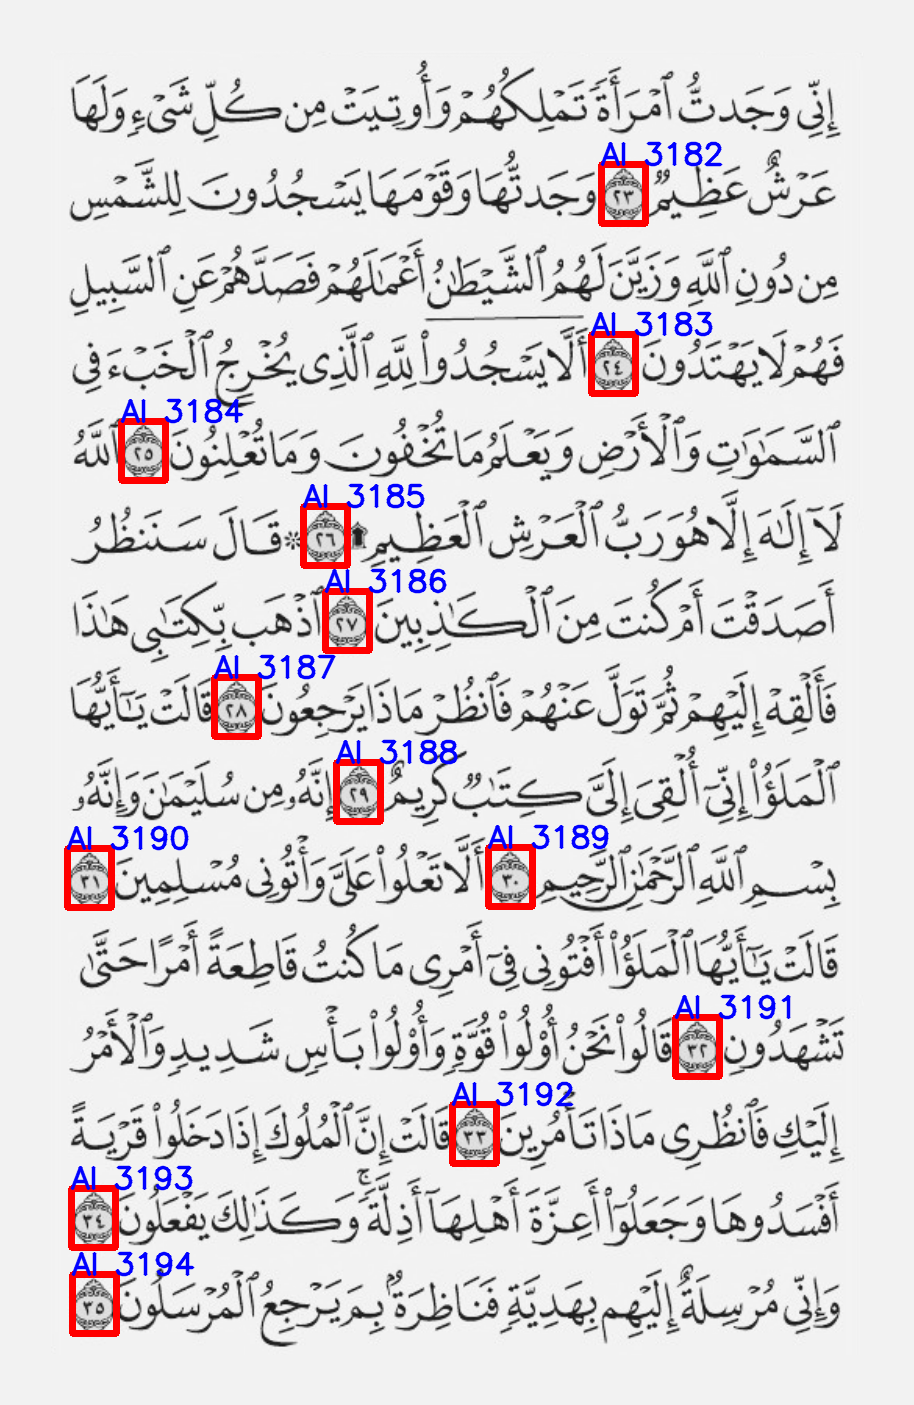 إِنِّي وَجَدتُّ ٱمْرَأَةً تَمْلِكُهُمْ وَأُوتِيَتْ مِن كُلِّ شَيْءٍ وَلَهَا
AI 3182
عَرْشٌ عَظِيمٌ ٢٣ وَجَدتُّهَا وَقَوْمَهَا يَسْجُدُونَ لِلشَّمْسِ
مِن دُونِ ٱللَّهِ وَزَيَّنَ لَهُمُ ٱلشَّيْطَٰنُ أَعْمَٰلَهُمْ فَصَدَّهُمْ عَنِ ٱلسَّبِيلِ
AI 3183
فَهُمْ لَا يَهْتَدُونَ ٢٤ أَلَّا يَسْجُدُوا۟ لِلَّهِ ٱلَّذِى يُخْرِجُ ٱلْخَبْءَ فِى
AI 3184
ٱلسَّمَٰوَٰتِ وَٱلْأَرْضِ وَيَعْلَمُ مَا تُخْفُونَ وَمَا تُعْلِنُونَ ٢٥ ٱللَّهُ
AI 3185
لَآ إِلَٰهَ إِلَّا هُوَ رَبُّ ٱلْعَرْشِ ٱلْعَظِيمِ ۩ ٢٦ ۞ قَالَ سَنَنظُرُ
AI 3186
أَصَدَقْتَ أَمْ كُنتَ مِنَ ٱلْكَٰذِبِينَ ٢٧ ٱذْهَب بِّكِتَٰبِى هَٰذَا
AI 3187
فَأَلْقِهْ إِلَيْهِمْ ثُمَّ تَوَلَّ عَنْهُمْ فَٱنظُرْ مَاذَا يَرْجِعُونَ ٢٨ قَالَتْ يَٰٓأَيُّهَا
AI 3188
ٱلْمَلَؤُا۟ إِنِّىٓ أُلْقِىَ إِلَىَّ كِتَٰبٌ كَرِيمٌ ٢٩ إِنَّهُۥ مِن سُلَيْمَٰنَ وَإِنَّهُۥ
AI 3189 AI 3190
بِسْمِ ٱللَّهِ ٱلرَّحْمَٰنِ ٱلرَّحِيمِ ٣٠ أَلَّا تَعْلُوا۟ عَلَىَّ وَأْتُونِى مُسْلِمِينَ ٣١
قَالَتْ يَٰٓأَيُّهَا ٱلْمَلَؤُا۟ أَفْتُونِى فِىٓ أَمْرِى مَا كُنتُ قَاطِعَةً أَمْرًا حَتَّىٰ
AI 3191
تَشْهَدُونِ ٣٢ قَالُوا۟ نَحْنُ أُو۟لُوا۟ قُوَّةٍ وَأُو۟لُوا۟ بَأْسٍ شَدِيدٍ وَٱلْأَمْرُ
AI 3192
إِلَيْكِ فَٱنظُرِى مَاذَا تَأْمُرِينَ ٣٣ قَالَتْ إِنَّ ٱلْمُلُوكَ إِذَا دَخَلُوا۟ قَرْيَةً
AI 3193
أَفْسَدُوهَا وَجَعَلُوٓا۟ أَعِزَّةَ أَهْلِهَآ أَذِلَّةً ۖ وَكَذَٰلِكَ يَفْعَلُونَ ٣٤
AI 3194
وَإِنِّى مُرْسِلَةٌ إِلَيْهِم بِهَدِيَّةٍ فَنَاظِرَةٌۢ بِمَ يَرْجِعُ ٱلْمُرْسَلُونَ ٣٥